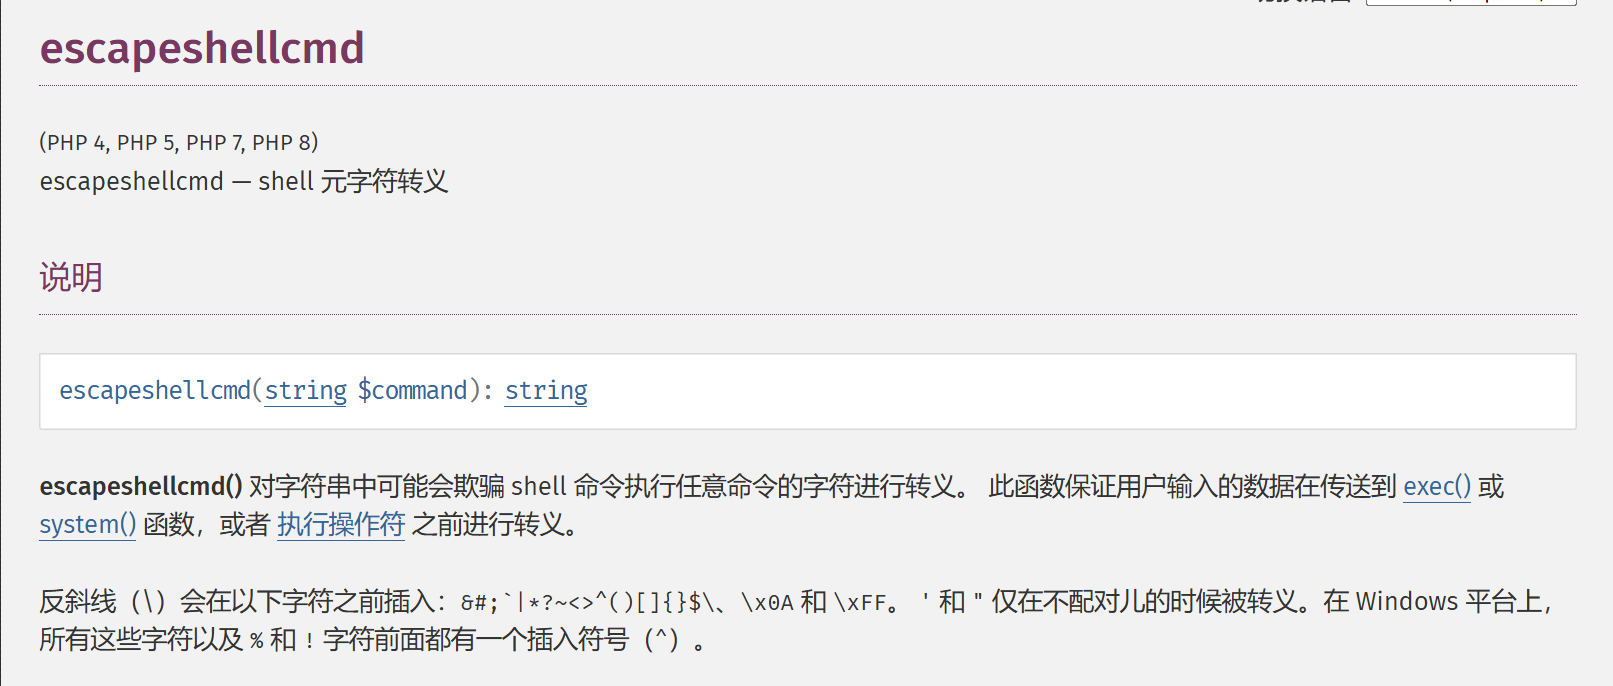 escapeshellcmd
(PHP 4, PHP 5, PHP 7, PHP 8)
escapeshellcmd — shell 元字符转义
说明
escapeshellcmd(string $command): string
escapeshellcmd() 对字符串中可能会欺骗 shell 命令执行任意命令的字符进行转义。 此函数保证用户输入的数据在传送到 exec() 或
system() 函数，或者 执行操作符 之前进行转义。
反斜线（\）会在以下字符之前插入：&#;`|*?~<>^()[]{}$\、\x0A 和 \xFF。 ' 和 " 仅在不配对儿的时候被转义。在 Windows 平台上，
所有这些字符以及 % 和 ! 字符前面都有一个插入符号（^）。